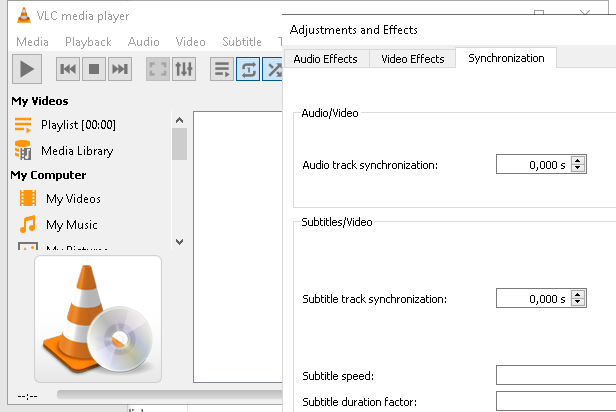 VLC media player
Media Playback Audio Video Subtitle
My Videos
Playlist [00:00]
Media Library
My Computer
My Videos
My Music
My Pictures
--:--
Adjustments and Effects
Audio Effects Video Effects Synchronization
Audio/Video
Audio track synchronization: 0,000 s
Subtitles/Video
Subtitle track synchronization: 0,000 s
Subtitle speed:
Subtitle duration factor: